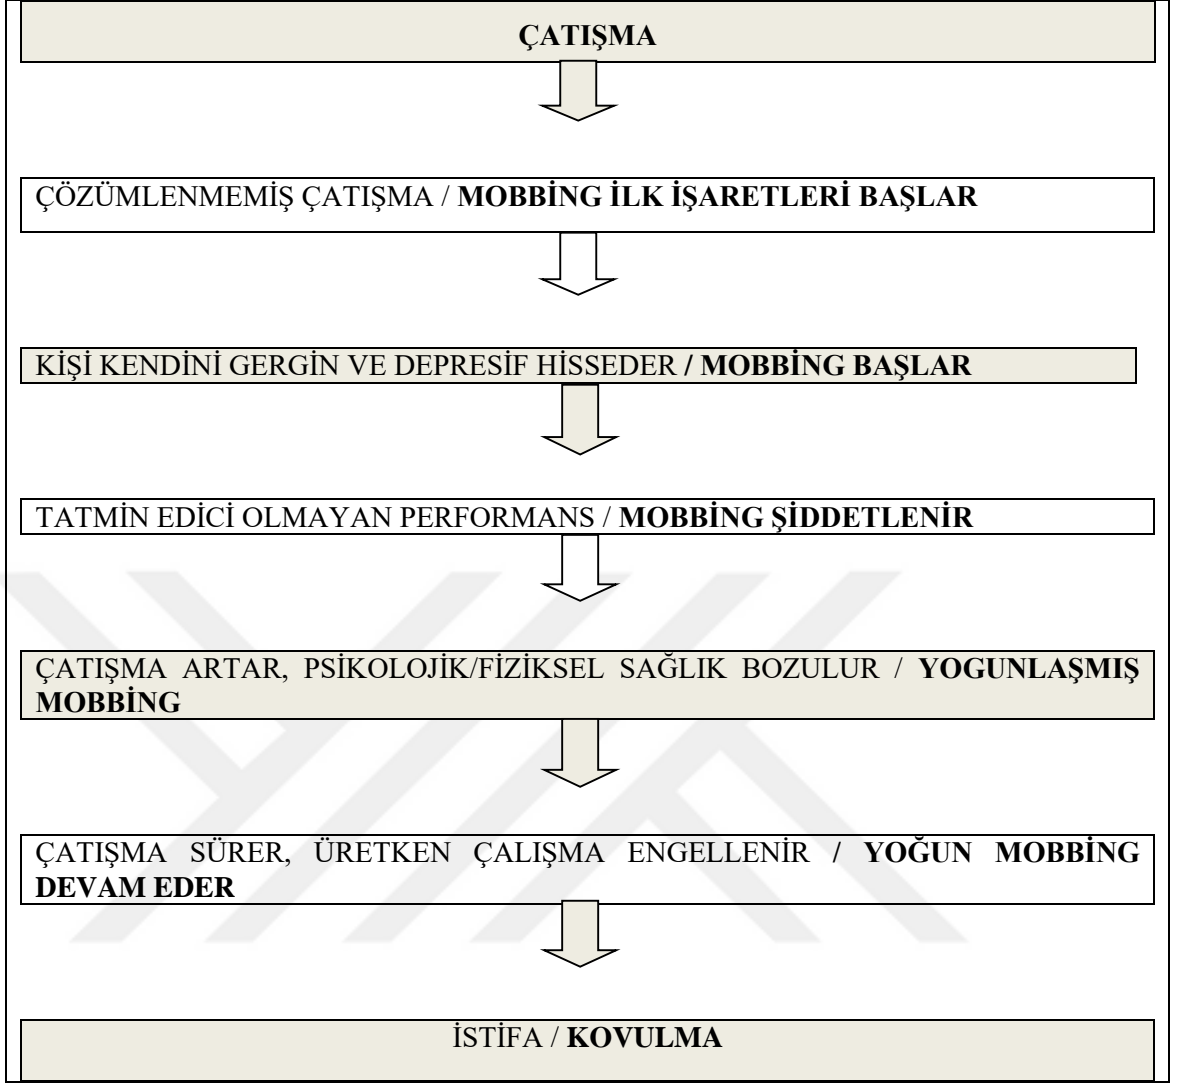 ÇATIŞMA
ÇÖZÜMLENMEMİŞ ÇATIŞMA / MOBBİNG İLK İŞARETLERİ BAŞLAR
KİŞİ KENDİNİ GERGİN VE DEPRESİF HİSSEDER / MOBBİNG BAŞLAR
TATMİN EDİCİ OLMAYAN PERFORMANS / MOBBİNG ŞİDDETLENİR
ÇATIŞMA ARTAR, PSİKOLOJİK/FİZİKSEL SAĞLIK BOZULUR / YOGUNLAŞMIŞ
MOBBİNG
ÇATIŞMA SÜRER, ÜRETKEN ÇALIŞMA ENGELLENİR / YOĞUN MOBBİNG
DEVAM EDER
İSTİFA / KOVULMA